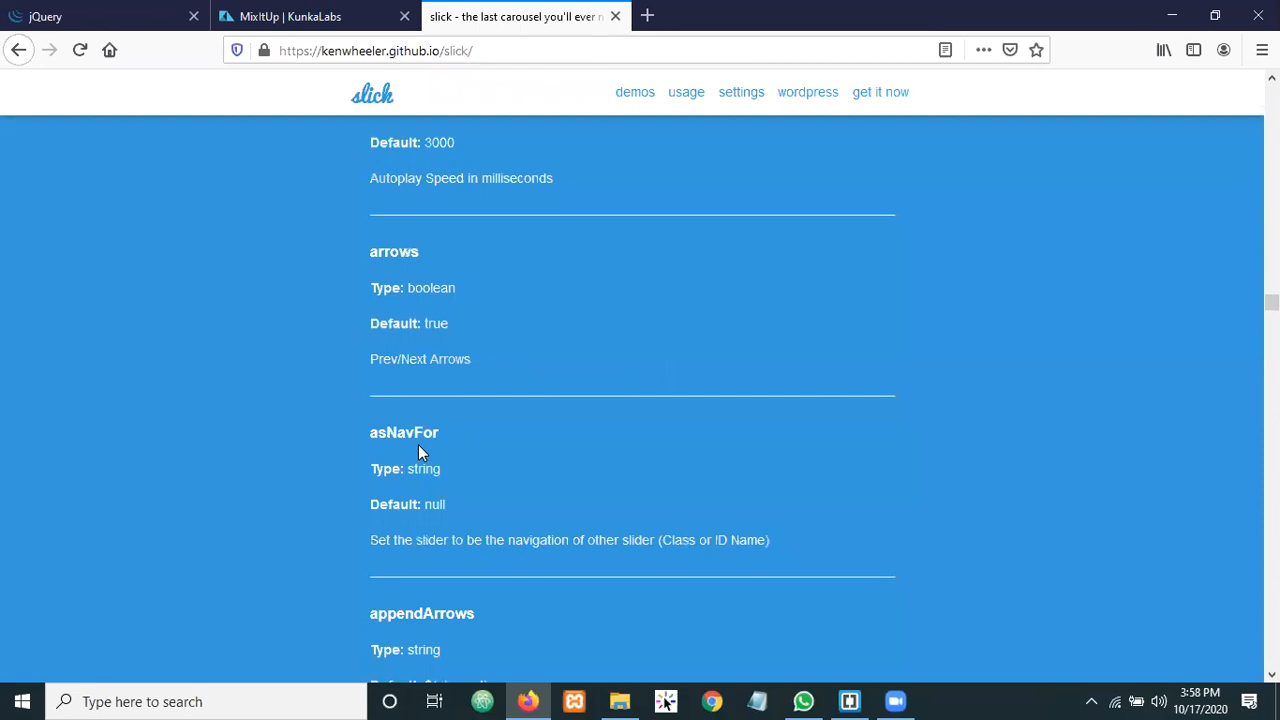 jQuery
MixItUp | KunkaLabs
slick - the last carousel you'll ever n
https://kenwheeler.github.io/slick/
slick
demos
usage
settings
wordpress
get it now
Default: 3000
Autoplay Speed in milliseconds
arrows
Type: boolean
Default: true
Prev/Next Arrows
asNavFor
Type: string
Default: null
Set the slider to be the navigation of other slider (Class or ID Name)
appendArrows
Type: string
Type here to search
3:58 PM
10/17/2020